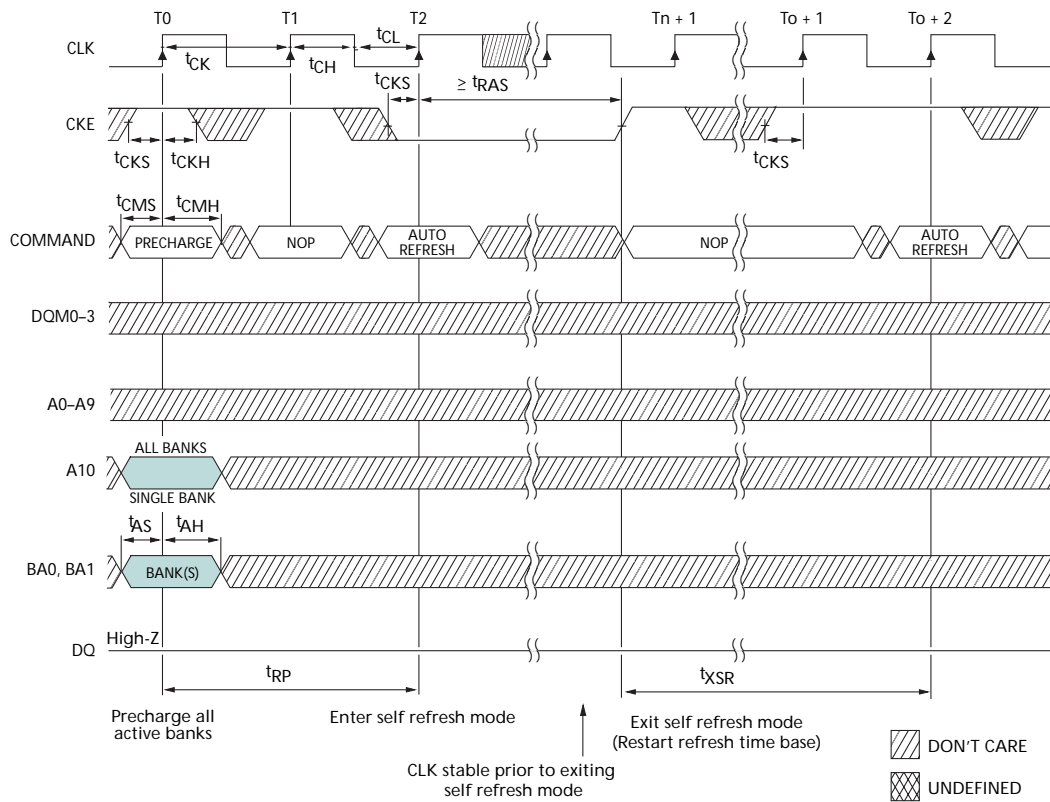 T0 T1 T2 Tn + 1 To + 1 To + 2
CLK
tCK tCH tCL
tCKS ≥ tRAS
CKE
tCKS tCKH tCKS
tCMS tCMH
COMMAND PRECHARGE NOP AUTO REFRESH NOP AUTO REFRESH
DQM0–3
A0–A9
ALL BANKS
A10
SINGLE BANK
tAS tAH
BA0, BA1 BANK(S)
High-Z
DQ
tRP tXSR
Precharge all
active banks
Enter self refresh mode
CLK stable prior to exiting
self refresh mode
Exit self refresh mode
(Restart refresh time base)
DON'T CARE
UNDEFINED